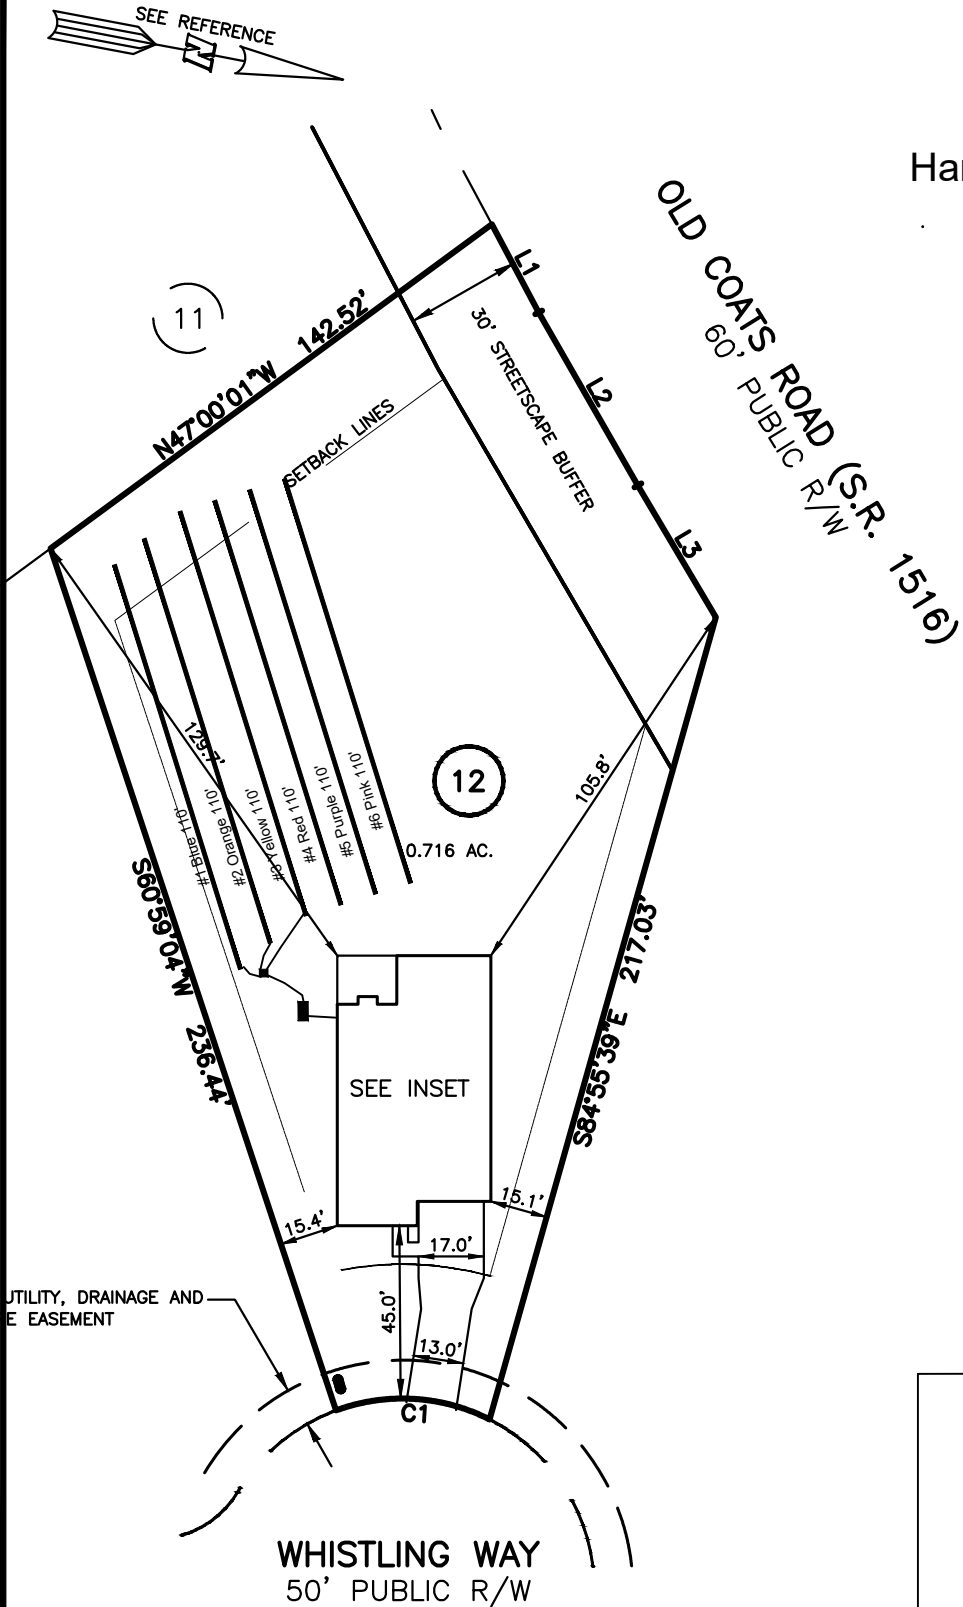 SEE REFERENCE
N
OLD COATS ROAD (S.R. 1516)
60' PUBLIC R/W
L1
L2
L3
30' STREETSCAPE BUFFER
11
N47°00'01"W 142.52'
SETBACK LINES
129.7'
12
0.716 AC.
105.8'
#1 Blue 110'
#2 Orange 110'
#3 Yellow 110'
#4 Red 110'
#5 Purple 110'
#6 Pink 110'
S60°59'04"W 236.44'
S84°55'39"E 217.03'
SEE INSET
15.4'
15.1'
17.0'
45.0'
13.0'
UTILITY, DRAINAGE AND
EASEMENT
C1
WHISTLING WAY
50' PUBLIC R/W